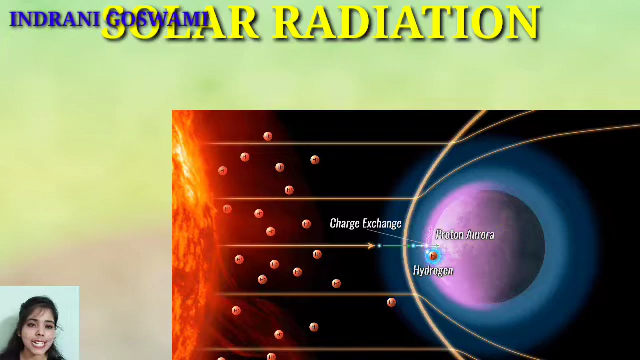 SOLAR RADIATION
INDRANI GOSWAMI
Charge Exchange
Proton Aurora
Hydrogen